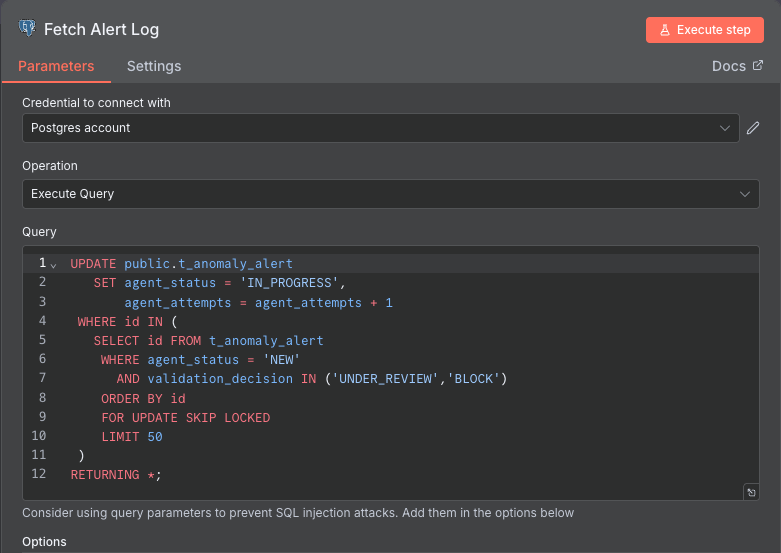 Fetch Alert Log
Execute step
Parameters Settings Docs
Credential to connect with
Postgres account
Operation
Execute Query
Query
1 UPDATE public.t_anomaly_alert
2 SET agent_status = 'IN_PROGRESS',
3 agent_attempts = agent_attempts + 1
4 WHERE id IN (
5 SELECT id FROM t_anomaly_alert
6 WHERE agent_status = 'NEW'
7 AND validation_decision IN ('UNDER_REVIEW','BLOCK')
8 ORDER BY id
9 FOR UPDATE SKIP LOCKED
10 LIMIT 50
11 )
12 RETURNING *;
Consider using query parameters to prevent SQL injection attacks. Add them in the options below
Options